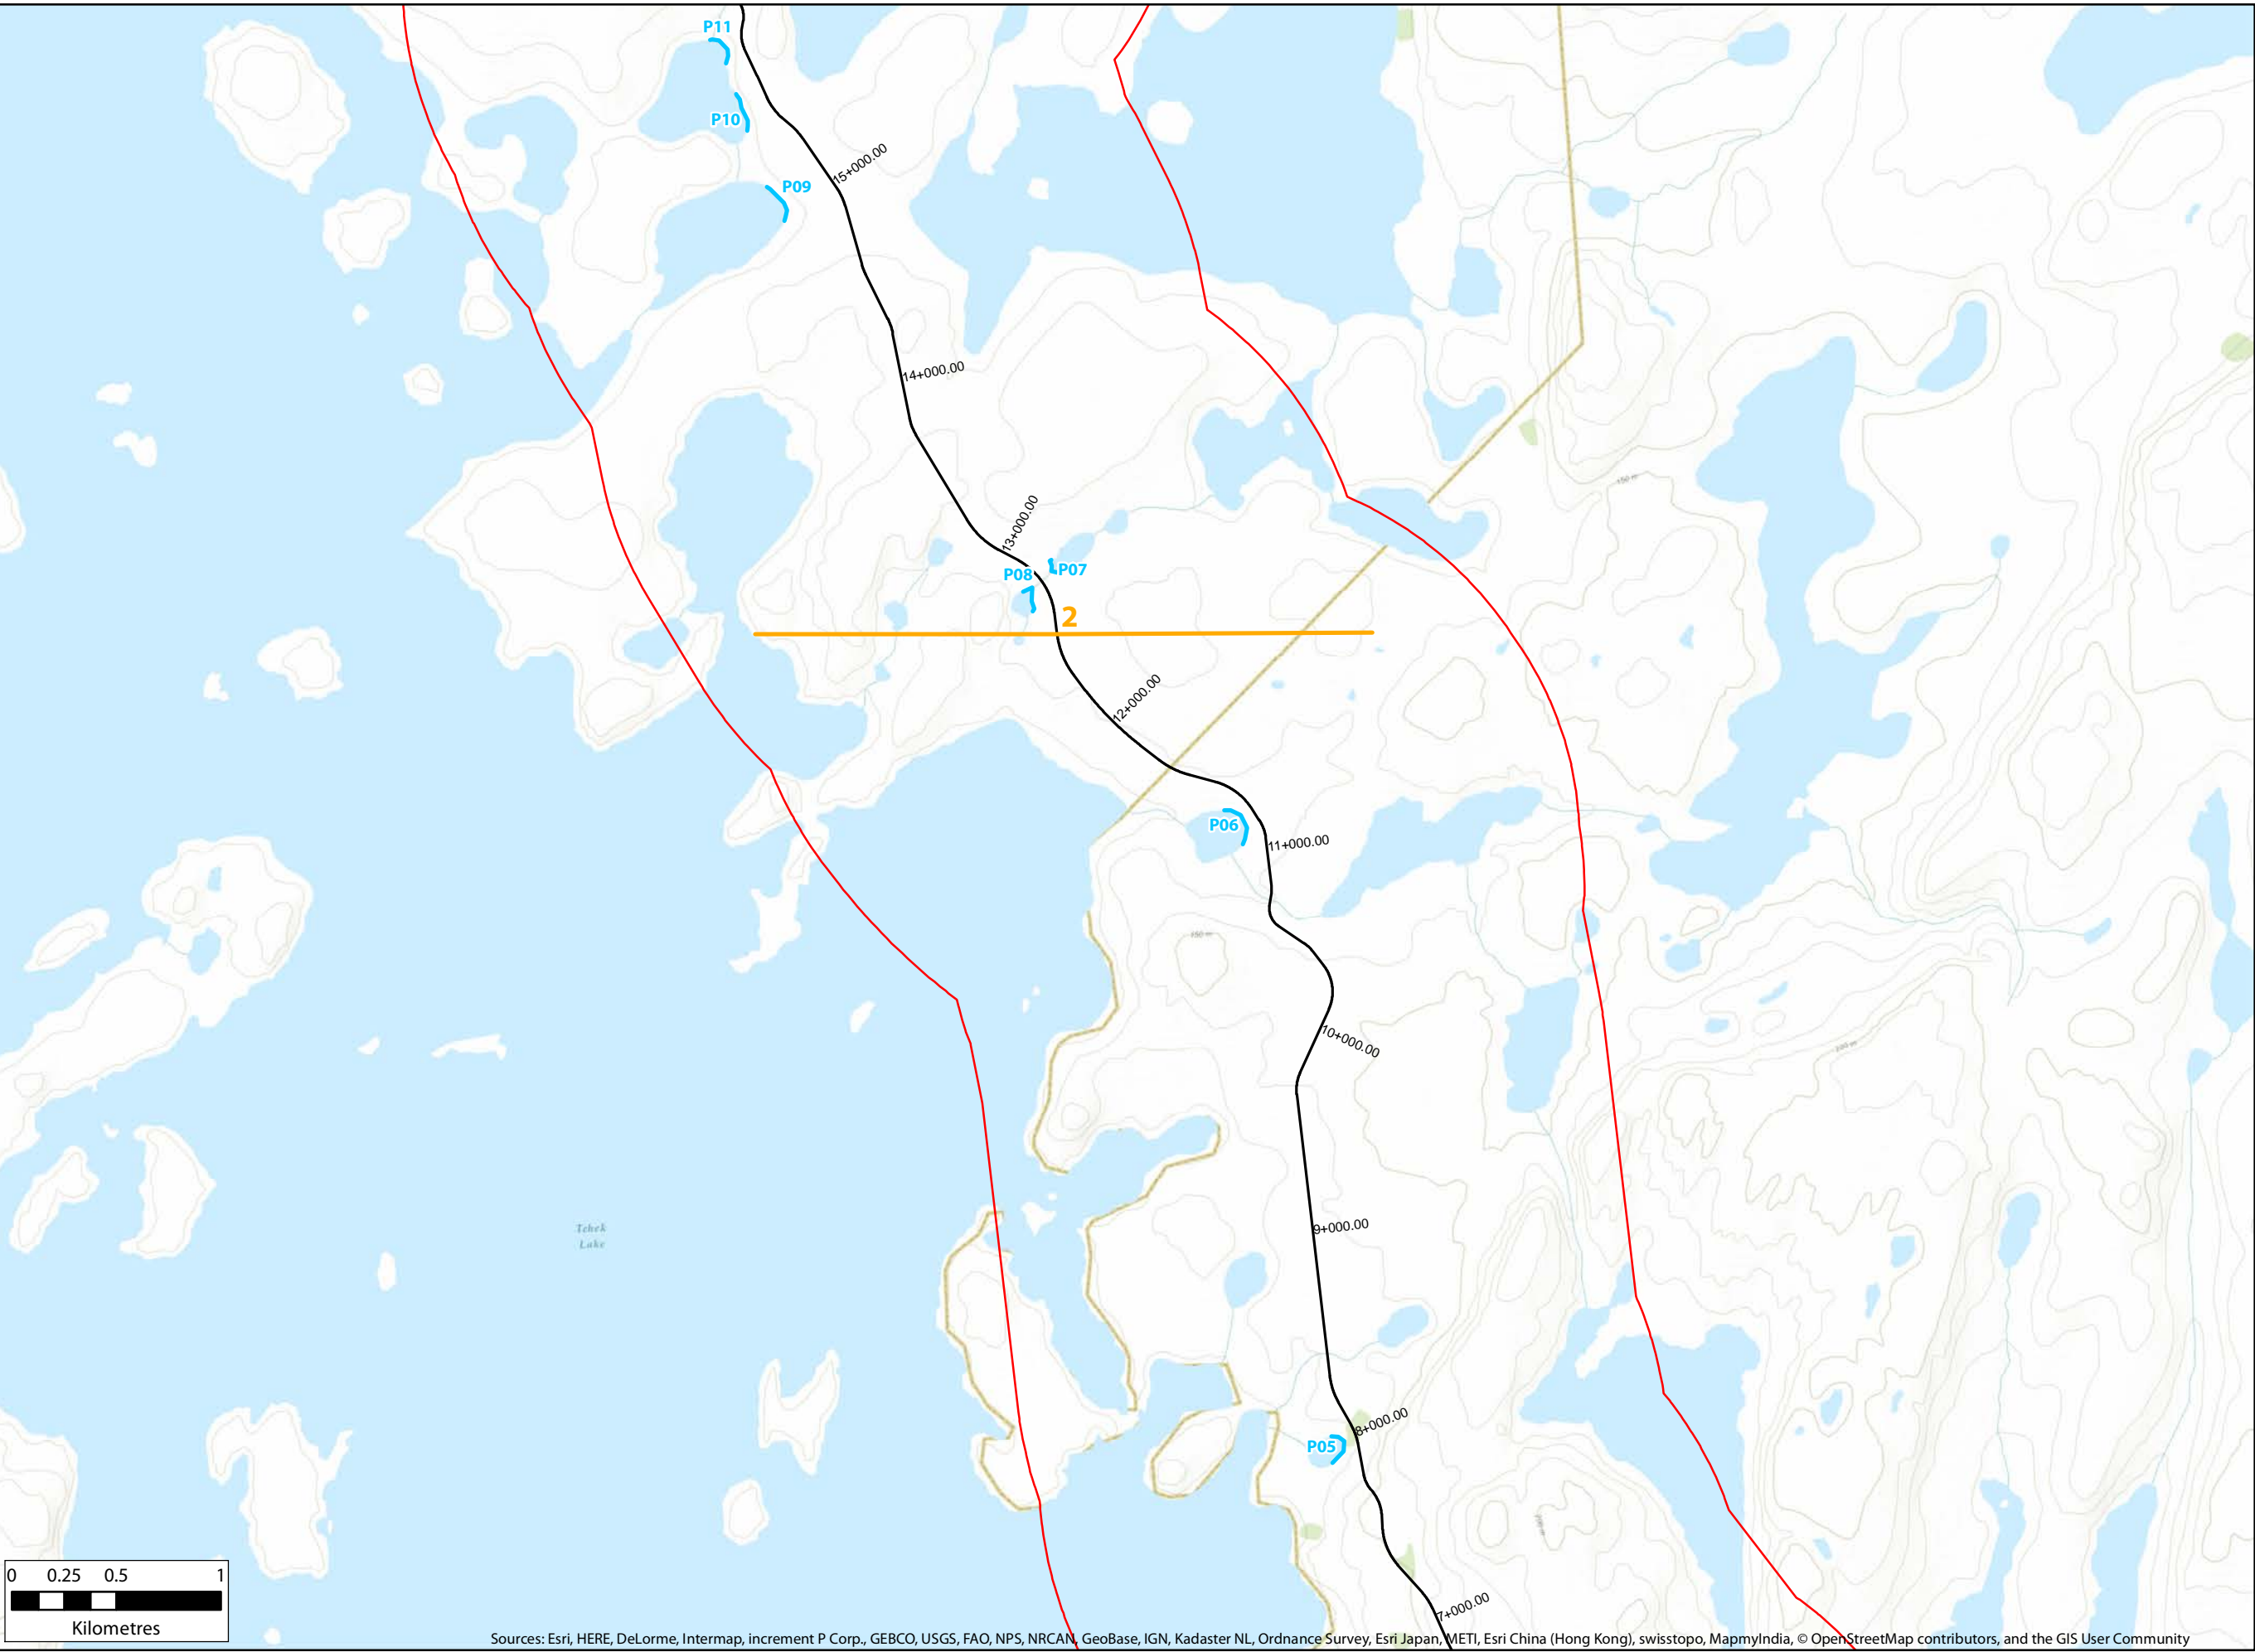 P11
P10
15+000.00
P09
14+000.00
150 m
13+000.00
P07
P08
2
12+000.00
P06
11+000.00
150 m
10+000.00
200 m
9+000.00
Tehek
Lake
8+000.00
P05
200 m
7+000.00
0 0.25 0.5 1
Kilometres
Sources: Esri, HERE, DeLorme, Intermap, increment P Corp., GEBCO, USGS, FAO, NPS, NRCAN, GeoBase, IGN, Kadaster NL, Ordnance Survey, Esri Japan, METI, Esri China (Hong Kong), swisstopo, MapmyIndia, © OpenStreetMap contributors, and the GIS User Community